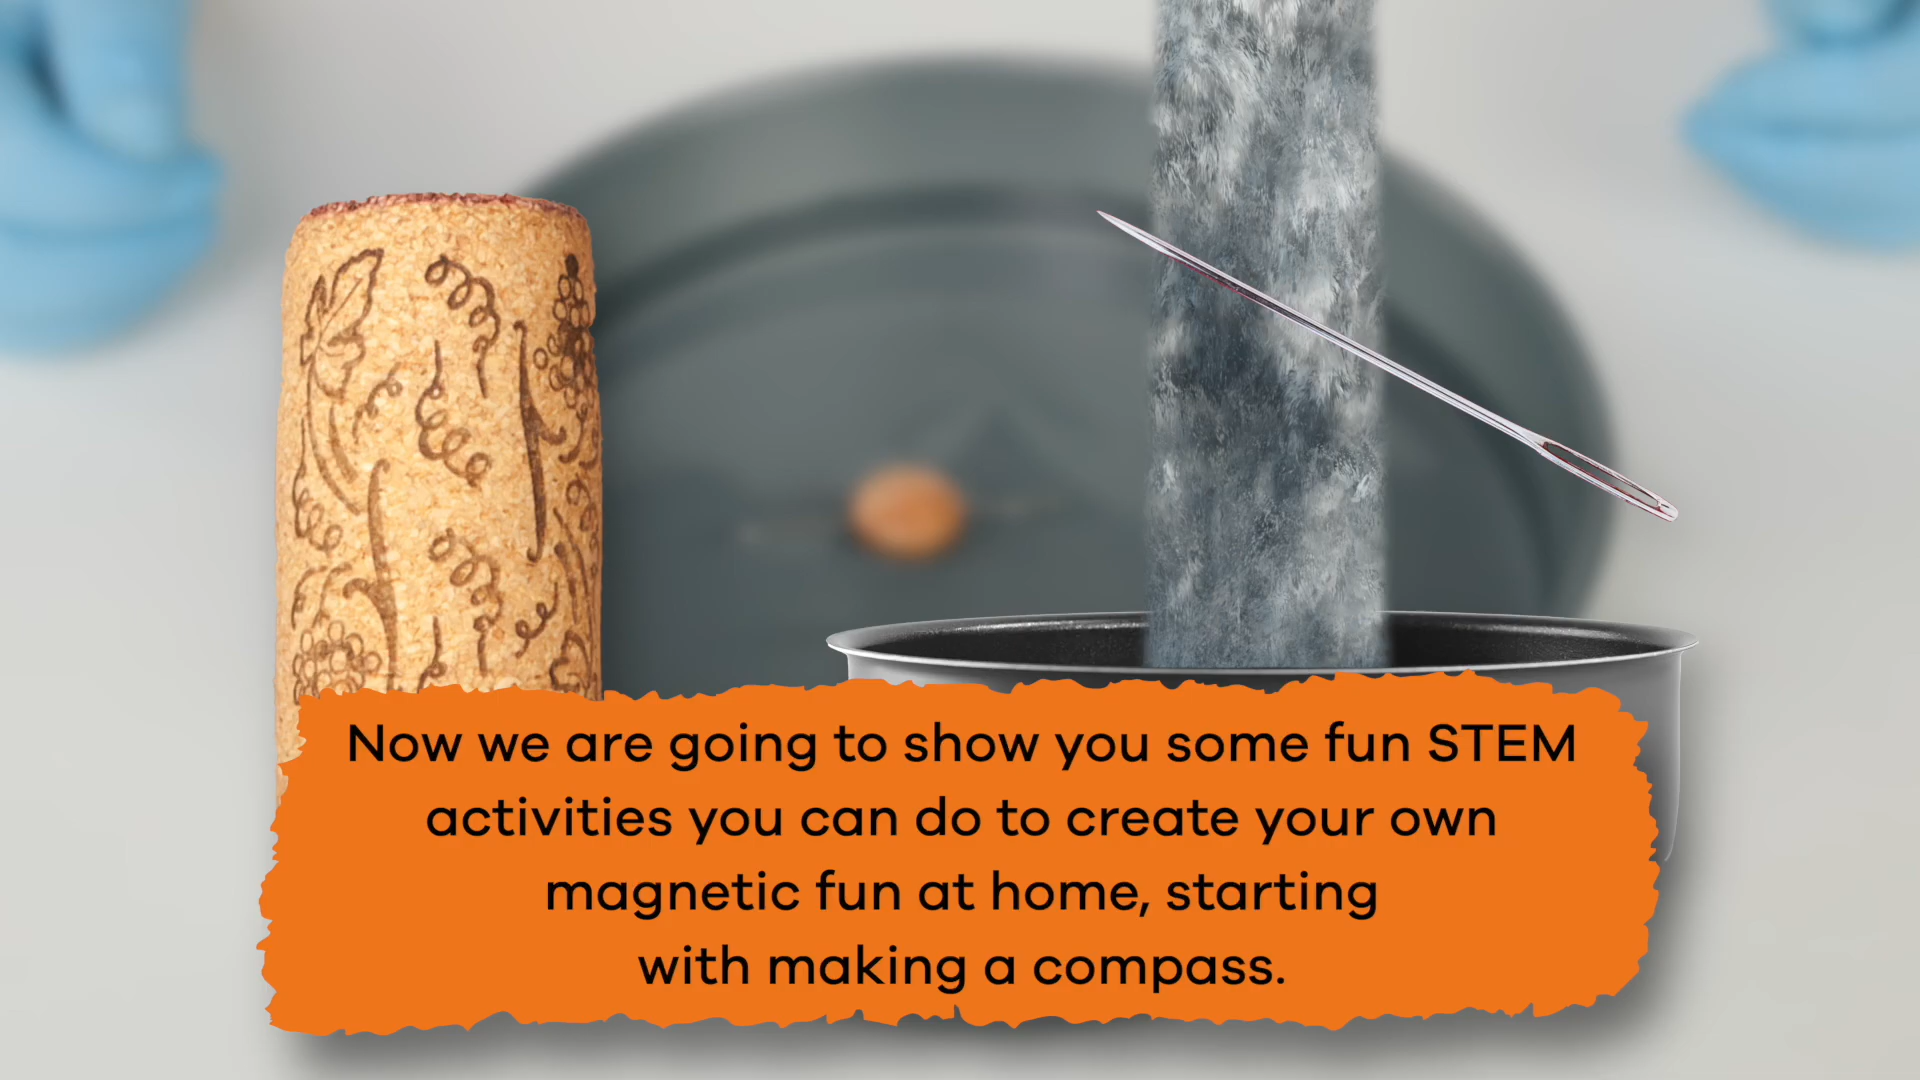 Now we are going to show you some fun STEM
activities you can do to create your own
magnetic fun at home, starting
with making a compass.